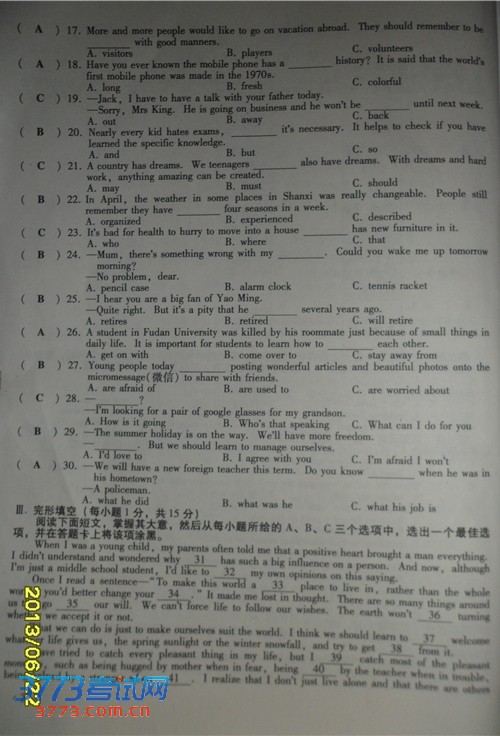 ( A ) 17. More and more people would like to go on vacation abroad. They should remember to be
________ with good manners.
A. visitors B. players C. volunteers
( A ) 18. Have you ever known the mobile phone has a ________ history? It is said that the world's
first mobile phone was made in the 1970s.
A. long B. fresh C. colorful
( C ) 19. —Jack, I have to have a talk with your father today.
—Sorry, Mrs King. He is going on business and he won't be ________ until next week.
A. out B. away C. back
( B ) 20. Nearly every kid hates exams, ________ it's necessary. It helps to check if you have
learned the specific knowledge.
A. and B. but C. so
( C ) 21. A country has dreams. We teenagers ________ also have dreams. With dreams and hard
work, anything amazing can be created.
A. may B. must C. should
( B ) 22. In April, the weather in some places in Shanxi was really changeable. People still
remember they have ________ four seasons in a week.
A. organized B. experienced C. described
( C ) 23. It's bad for health to hurry to move into a house ________ has new furniture in it.
A. who B. where C. that
( B ) 24. —Mum, there's something wrong with my ________. Could you wake me up tomorrow
morning?
—No problem, dear.
A. pencil case B. alarm clock C. tennis racket
( B ) 25. —I hear you are a big fan of Yao Ming.
—Quite right. But it's a pity that he ________ several years ago.
A. retires B. retired C. will retire
( A ) 26. A student in Fudan University was killed by his roommate just because of small things in
daily life. It is important for students to learn how to ________ each other.
A. get on with B. come over to C. stay away from
( B ) 27. Young people today ________ posting wonderful articles and beautiful photos onto the
micromessage(微信) to share with friends.
A. are afraid of B. are used to C. are worried about
( C ) 28. —________?
—I'm looking for a pair of google glasses for my grandson.
A. How is it going B. Who's that speaking C. What can I do for you
( B ) 29. —The summer holiday is on the way. We'll have more freedom.
—________. But we should learn to manage ourselves.
A. I'd love to B. I agree with you C. I'm afraid I won't
( A ) 30. —We will have a new foreign teacher this term. Do you know ________ when he was in
his hometown?
—A policeman.
A. what he did B. what was he C. what his job is
Ⅲ. 完形填空（每小题1分，共15分）
阅读下面短文，掌握其大意，然后从每小题所给的A、B、C三个选项中，选出一个最佳选
项，并在答题卡上将该项涂黑。
When I was a young child, my parents often told me that a positive heart brought a man everything.
I didn't understand and wondered why 31 has such a big influence on a person. And now, although
I'm just a middle school student, I'd like to 32 my own opinions on this saying.
Once I read a sentence—"To make this world a 33 place to live in, rather than the whole
you'd better change your 34 ." It made me lost in thought. There are so many things around
us 35 our will. We can't force life to follow our wishes. The earth won't 36 turning
we accept it or not.
we can do is just to make ourselves suit the world. I think we should learn to 37 welcome
life gives us, the spring sunlight or the winter snowfall, and try to get 38 from it.
have tried to catch every pleasant thing in my life, but I 39 catch most of the pleasant
such as being hugged by mother when in fear, being 40 by the teacher when in trouble,
41 . I realize that I don't just live alone and that there are others
2013/06/22
3773考试网
www.3773.com.cn